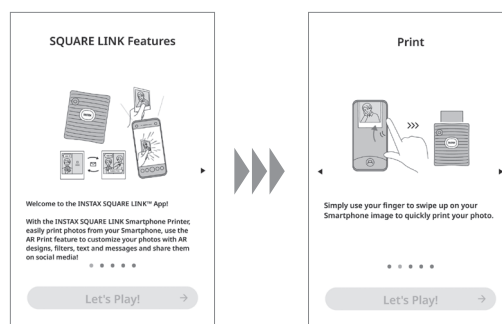 SQUARE LINK Features
Welcome to the INSTAX SQUARE LINK™ App!
With the INSTAX SQUARE LINK Smartphone Printer,
easily print photos from your Smartphone, use the
AR Print feature to customize your photos with AR
designs, filters, text and messages and share them
on social media!
Let's Play! →
Print
>>>
Simply use your finger to swipe up on your
Smartphone image to quickly print your photo.
Let's Play! →